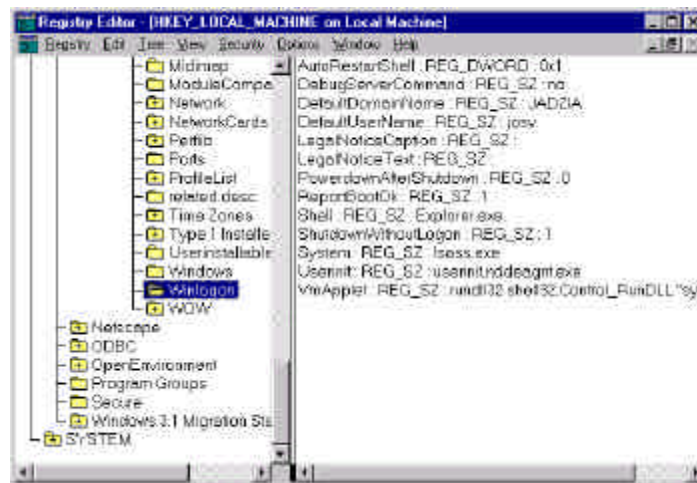 Registry Editor - [HKEY_LOCAL_MACHINE on Local Machine]
Registry Edit Tree View Security Options Window Help
Midimap
ModuleCompa
Network
NetworkCards
Perflib
Ports
ProfileList
related.desc
Time Zones
Type 1 Installe
Userinstallable
Windows
Winlogon
WOW
Netscape
ODBC
OpenEnvironment
Program Groups
Secure
Windows 3.1 Migration Sta
SYSTEM
AutoRestartShell : REG_DWORD : 0x1
DebugServerCommand : REG_SZ : no
DefaultDomainName : REG_SZ : JADZIA
DefaultUserName : REG_SZ : josv
LegalNoticeCaption : REG_SZ :
LegalNoticeText : REG_SZ :
PowerdownAfterShutdown : REG_SZ : 0
ReportBootOk : REG_SZ : 1
Shell : REG_SZ : Explorer.exe
ShutdownWithoutLogon : REG_SZ : 1
System : REG_SZ : lsass.exe
Userinit : REG_SZ : userinit,nddeagnt.exe
VmApplet : REG_SZ : rundll32 shell32,Control_RunDLL "sy